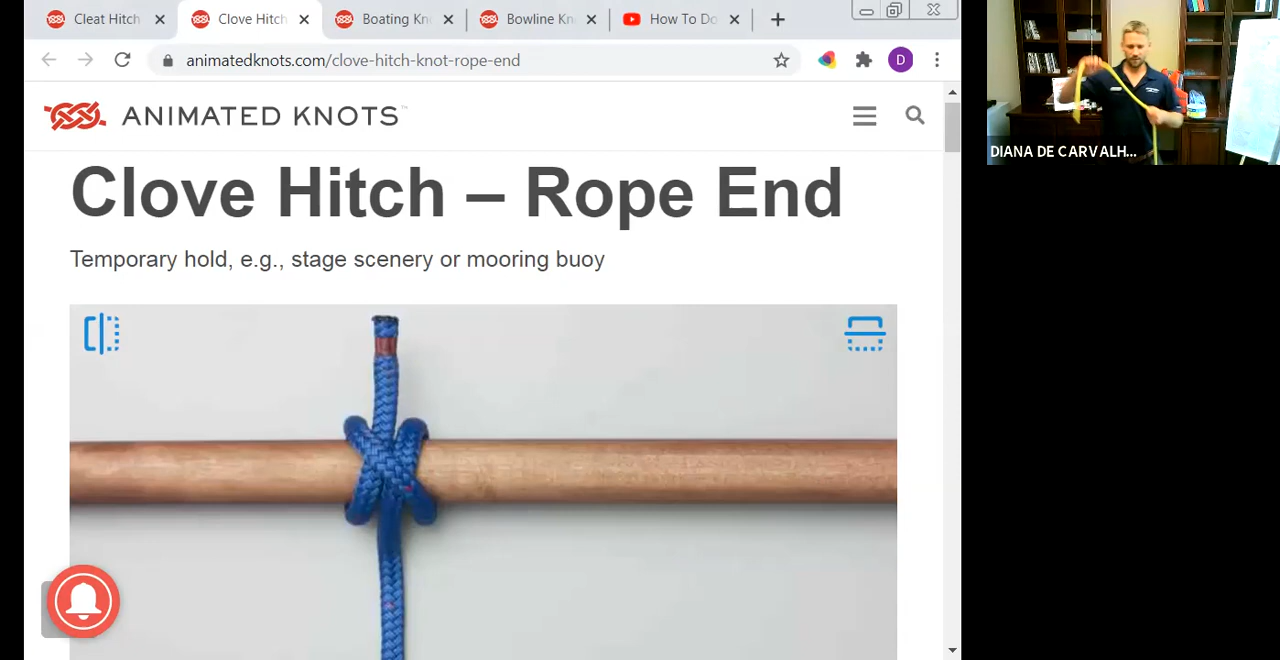 Cleat Hitch
Clove Hitch
Boating Kn
Bowline Kn
How To Do
animatedknots.com/clove-hitch-knot-rope-end
D
ANIMATED KNOTS™
Clove Hitch – Rope End
Temporary hold, e.g., stage scenery or mooring buoy
DIANA DE CARVALH...